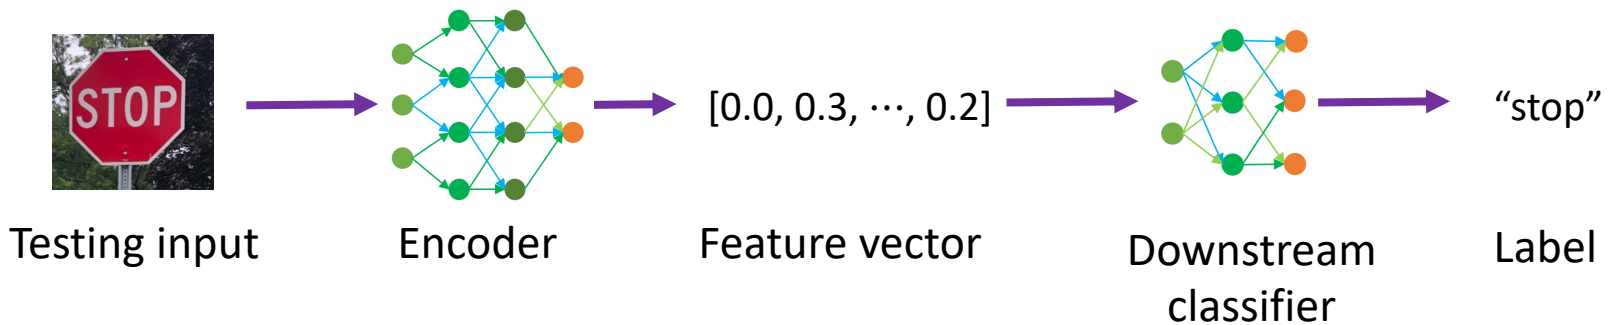 STOP
[0.0, 0.3, ⋯, 0.2]
“stop”
Testing input
Encoder
Feature vector
Downstream
classifier
Label